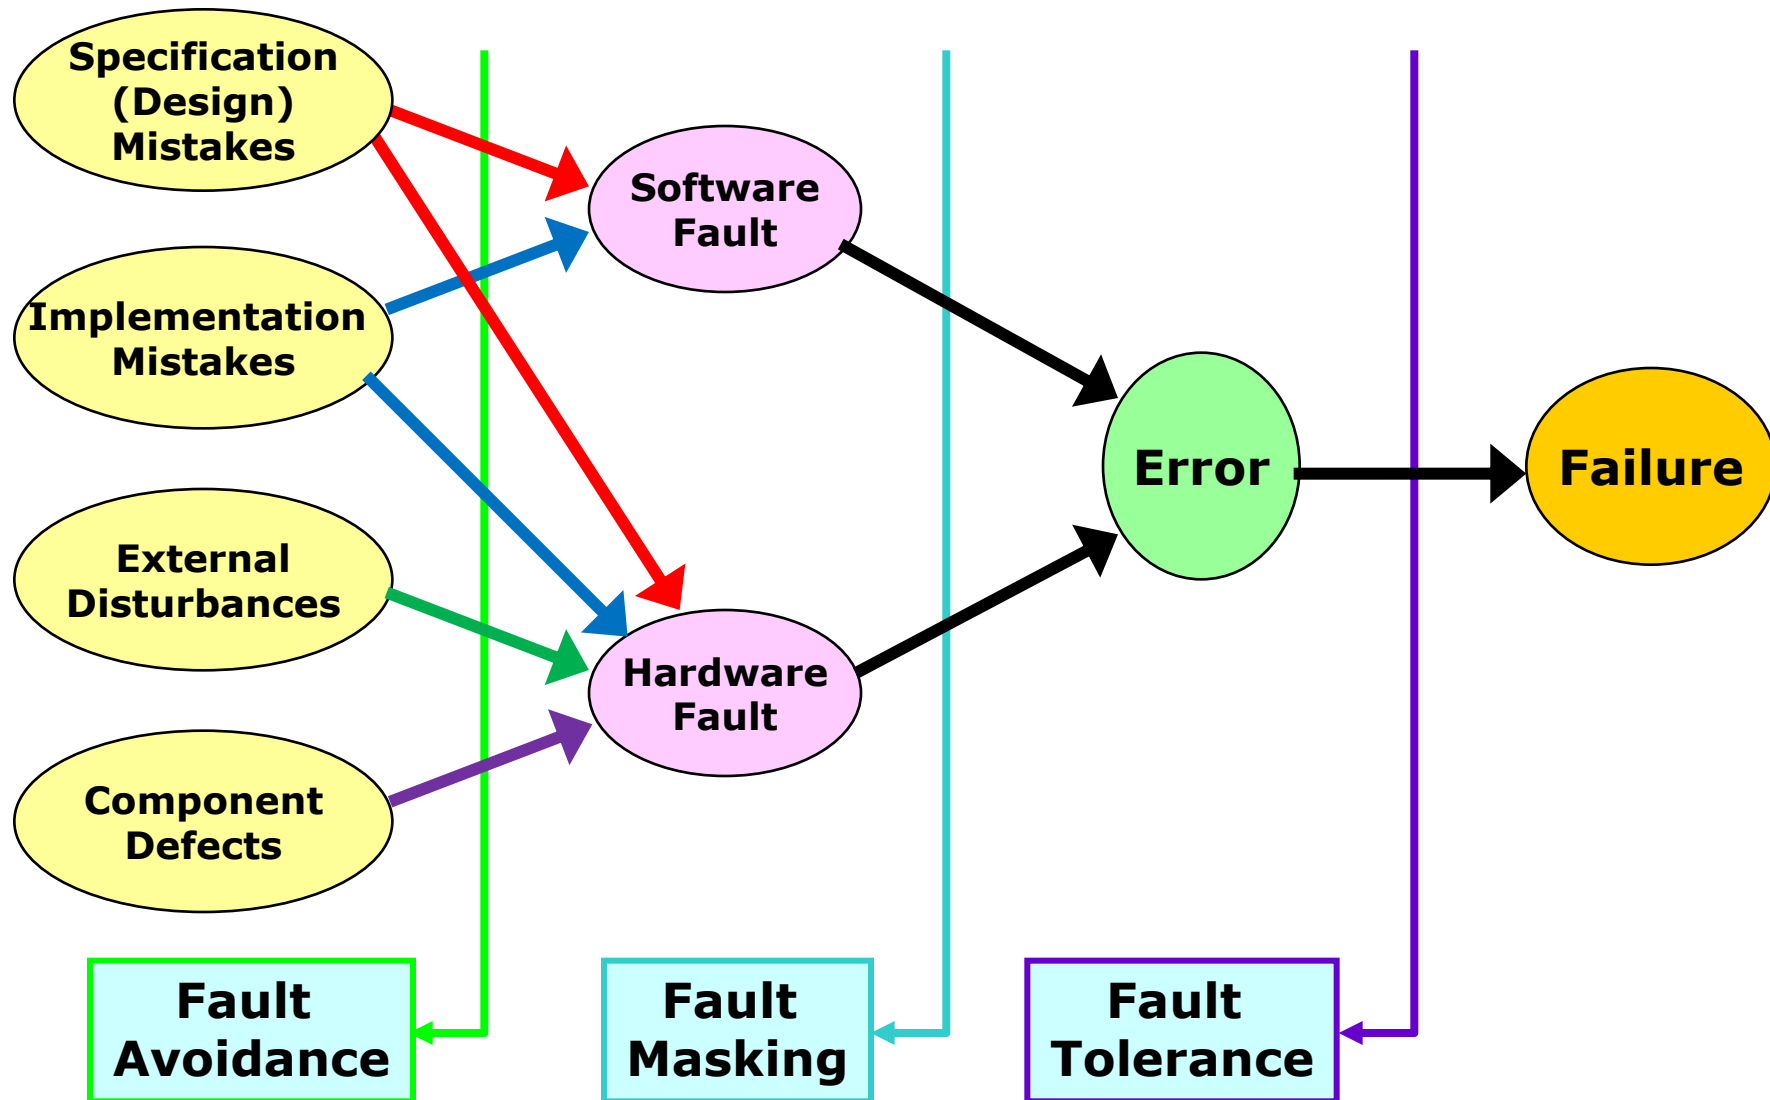 Specification
(Design)
Mistakes
Software
Fault
Implementation
Mistakes
Error
Failure
External
Disturbances
Hardware
Fault
Component
Defects
Fault
Avoidance
Fault
Masking
Fault
Tolerance